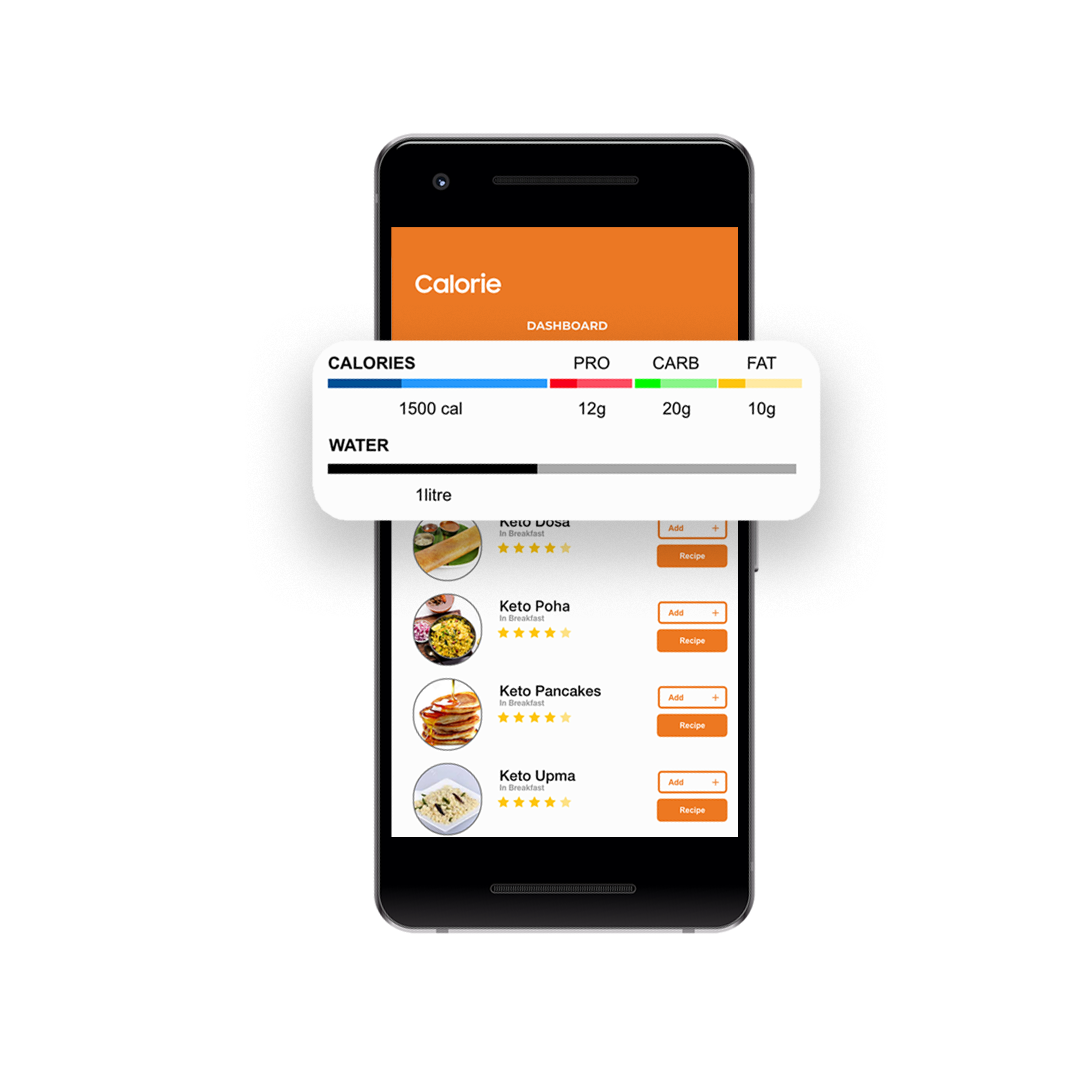 Calorie
DASHBOARD
CALORIES PRO CARB FAT
1500 cal 12g 20g 10g
WATER
1litre
Keto Dosa Add +
In Breakfast
Recipe
Keto Poha Add +
In Breakfast
Recipe
Keto Pancakes Add +
In Breakfast
Recipe
Keto Upma Add +
In Breakfast
Recipe